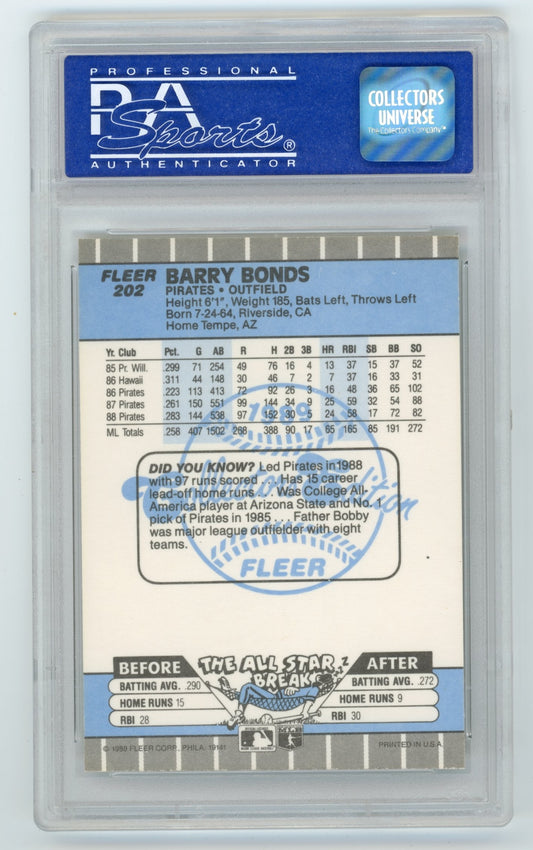 PROFESSIONAL
PSA
Sports®
AUTHENTICATOR
COLLECTORS
UNIVERSE
The Collectors Company™
FLEER
202
BARRY BONDS
PIRATES • OUTFIELD
Height 6'1", Weight 185, Bats Left, Throws Left
Born 7-24-64, Riverside, CA
Home Tempe, AZ
Yr. Club Pct. G AB R H 2B 3B HR RBI SB BB SO
85 Pr. Will. .299 71 254 49 76 16 4 13 37 15 37 52
86 Hawaii .311 44 148 30 46 7 2 7 37 16 33 31
86 Pirates .223 113 413 72 92 26 3 16 48 36 65 102
87 Pirates .261 150 551 99 144 34 9 25 59 32 54 88
88 Pirates .283 144 538 97 152 30 5 24 58 17 72 82
ML Totals .258 407 1502 268 388 90 17 65 165 85 191 272
1989
Edition
FLEER
DID YOU KNOW? Led Pirates in 1988
with 97 runs scored . . . Has 15 career
lead-off home runs . . . Was College All-
America player at Arizona State and No. 1
pick of Pirates in 1985 . . . Father Bobby
was major league outfielder with eight
teams.
BEFORE THE ALL STAR BREAK AFTER
BATTING AVG. .290 BATTING AVG. .272
HOME RUNS 15 HOME RUNS 9
RBI 28 RBI 30
© 1989 FLEER CORP., PHILA. 19141 PRINTED IN U.S.A.